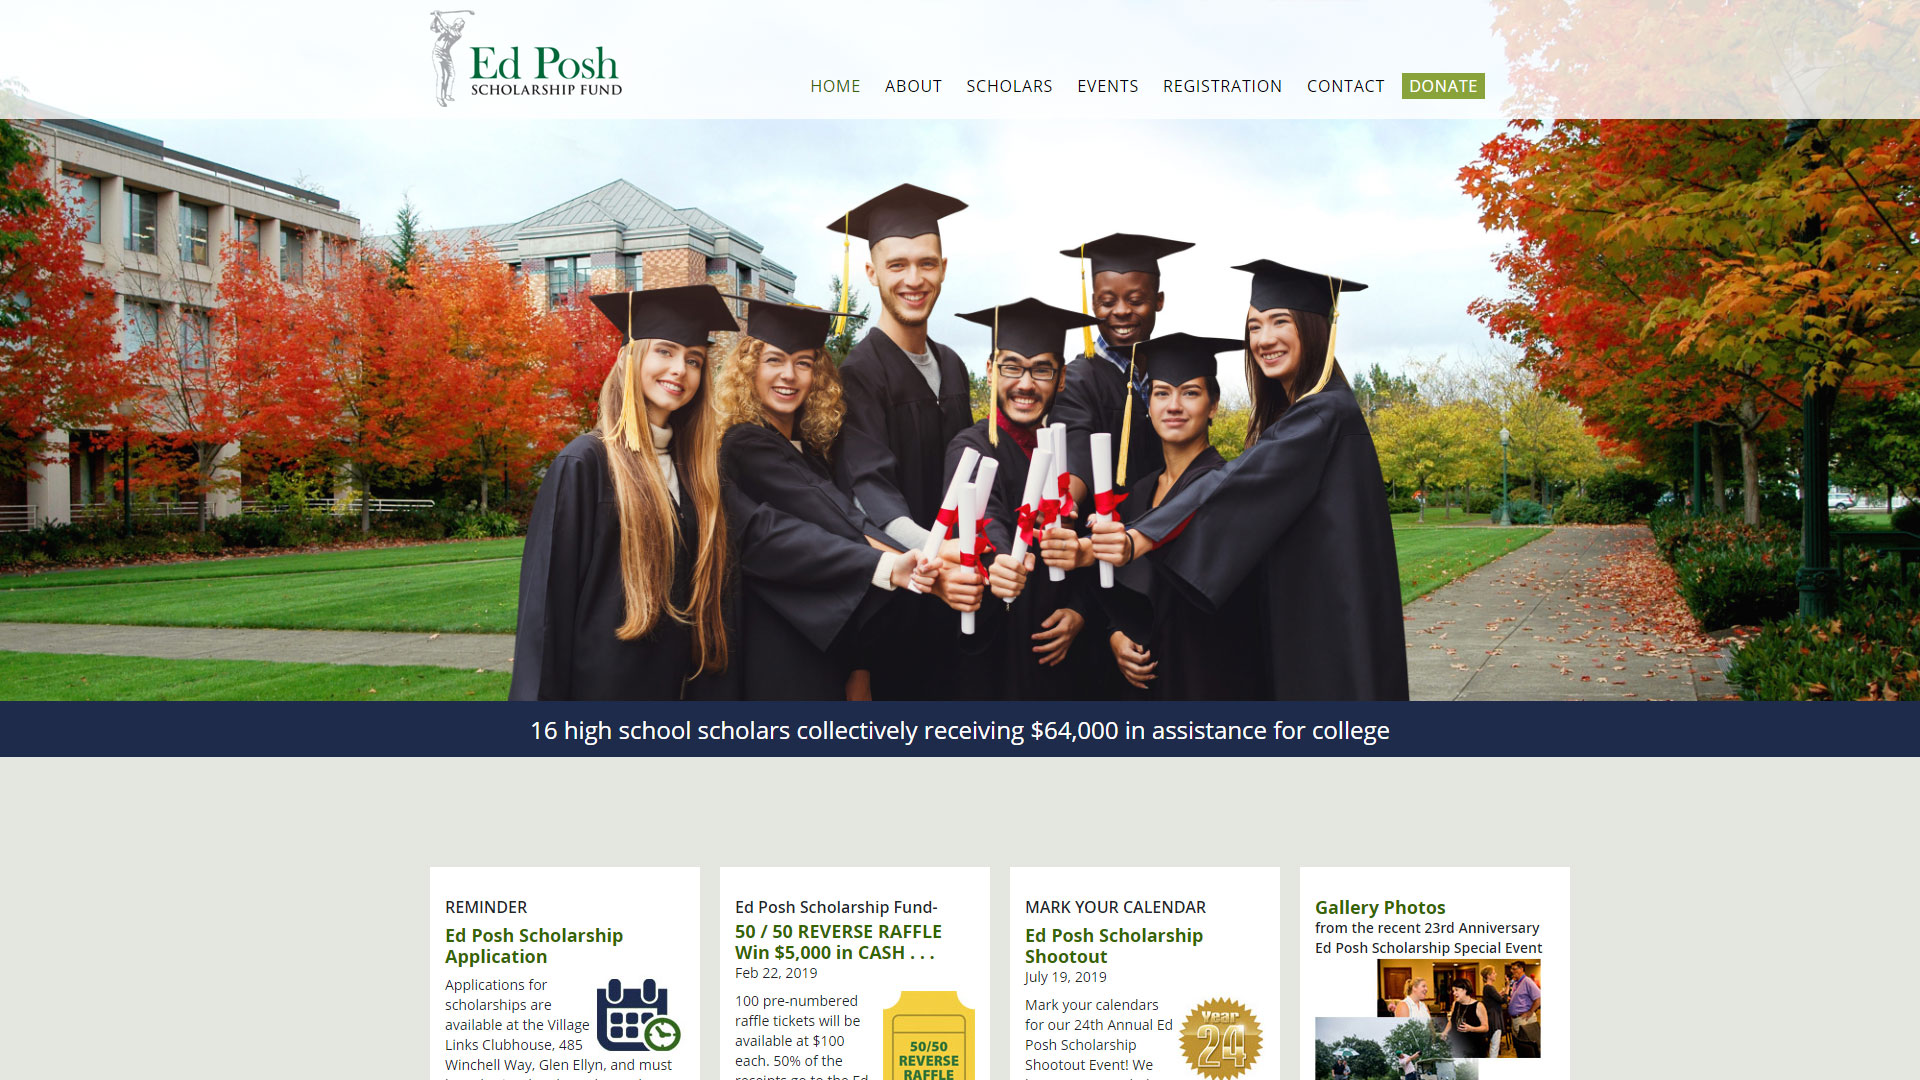 Ed Posh
SCHOLARSHIP FUND
HOME ABOUT SCHOLARS EVENTS REGISTRATION CONTACT DONATE
16 high school scholars collectively receiving $64,000 in assistance for college
REMINDER
Ed Posh Scholarship
Application
Applications for
scholarships are
available at the Village
Links Clubhouse, 485
Winchell Way, Glen Ellyn, and must
Ed Posh Scholarship Fund-
50 / 50 REVERSE RAFFLE
Win $5,000 in CASH . . .
Feb 22, 2019
100 pre-numbered
raffle tickets will be
available at $100
each. 50% of the
receipts go to the Ed
50/50
REVERSE
RAFFLE
MARK YOUR CALENDAR
Ed Posh Scholarship
Shootout
July 19, 2019
Mark your calendars
for our 24th Annual Ed
Posh Scholarship
Shootout Event! We
Year
24
Gallery Photos
from the recent 23rd Anniversary
Ed Posh Scholarship Special Event